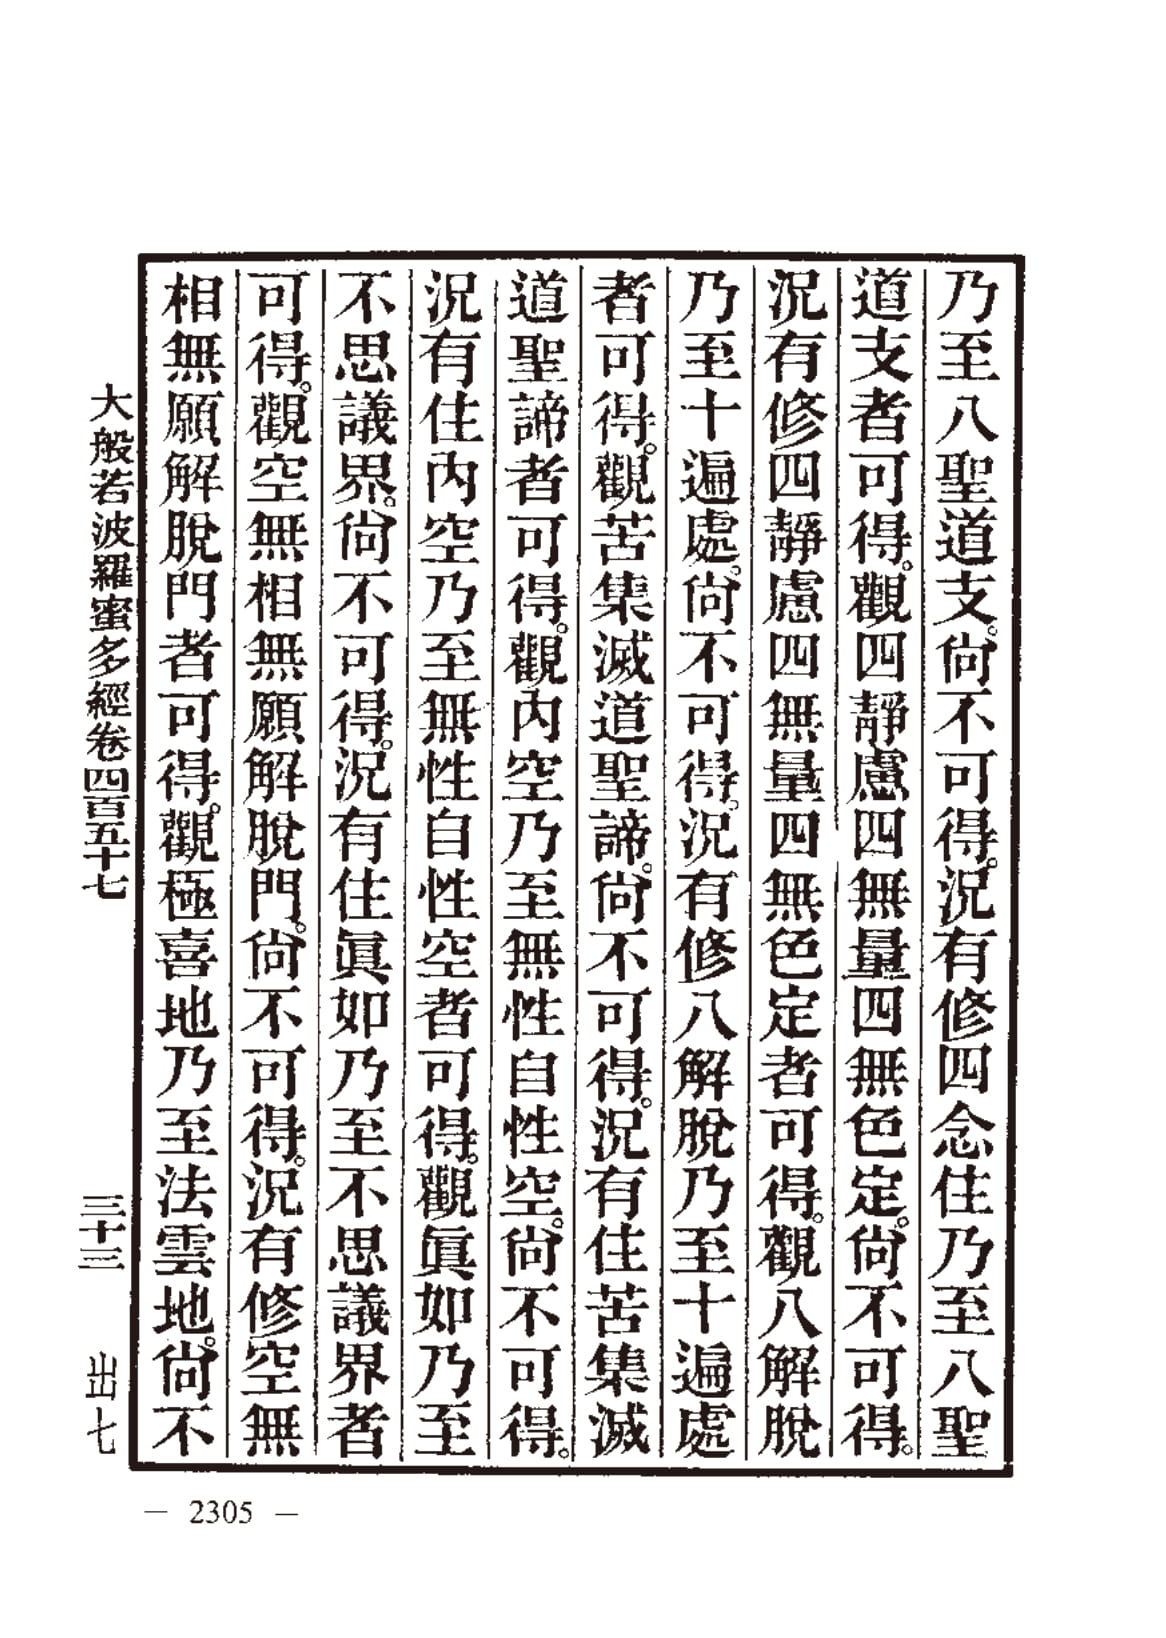 乃至八聖道支。尙不可得。況有修四念住乃至八聖
道支者可得。觀四靜慮四無量四無色定。尙不可得。
況有修四靜慮四無量四無色定者可得。觀八解脫
乃至十遍處。尙不可得。況有修八解脫乃至十遍處
者可得。觀苦集滅道聖諦。尙不可得。況有住苦集滅
道聖諦者可得。觀內空乃至無性自性空。尙不可得。
況有住內空乃至無性自性空者可得。觀眞如乃至
不思議界。尙不可得。況有住眞如乃至不思議界者
可得。觀空無相無願解脫門。尙不可得。況有修空無
相無願解脫門者可得。觀極喜地乃至法雲地。尙不
大般若波羅蜜多經卷四百五十七 三十三 出七
— 2305 —